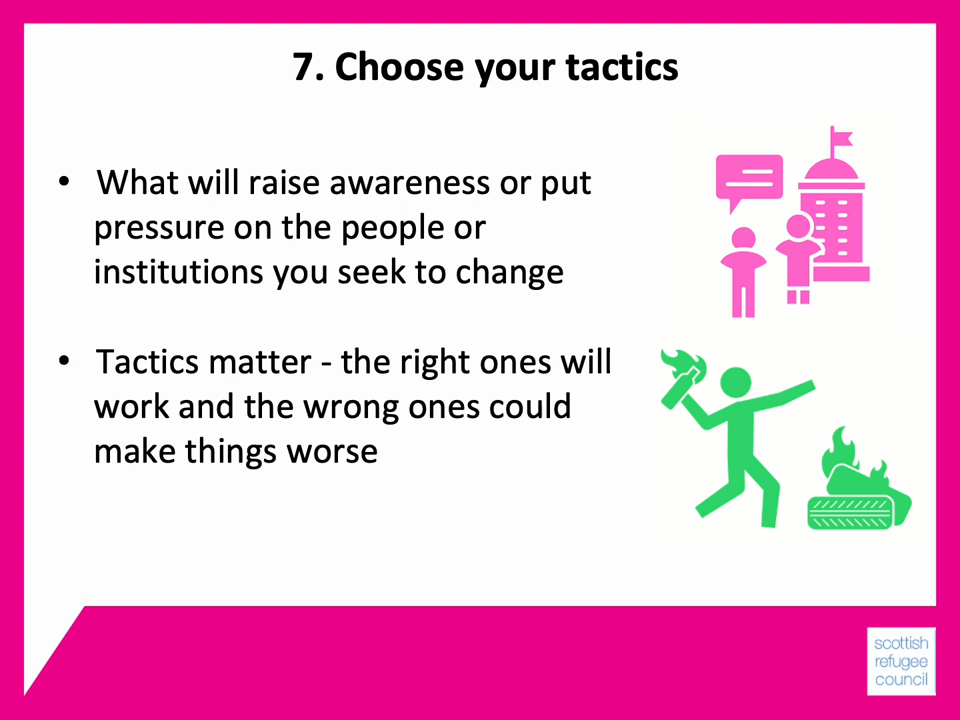 7. Choose your tactics
• What will raise awareness or put
pressure on the people or
institutions you seek to change
• Tactics matter - the right ones will
work and the wrong ones could
make things worse
scottish
refugee
council